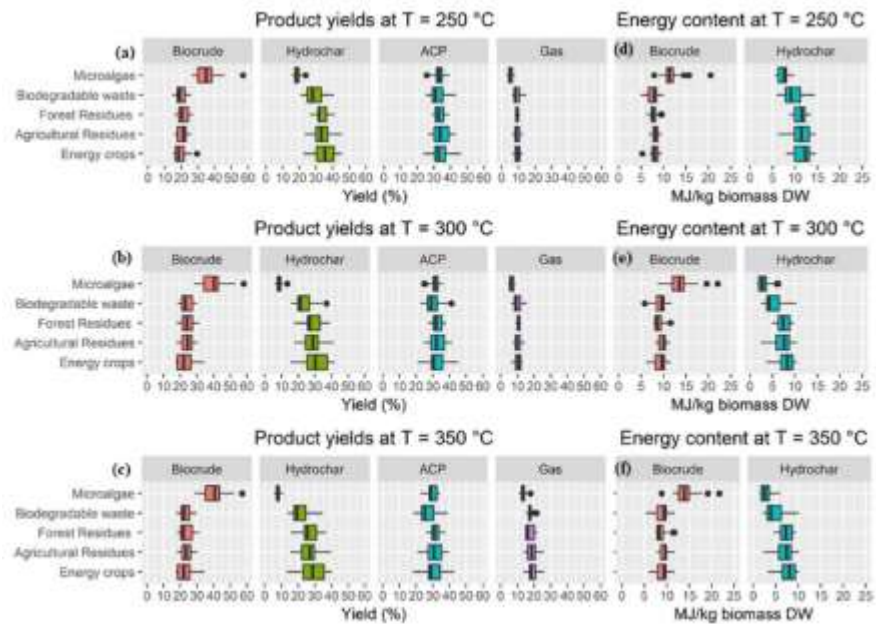 Product yields at T = 250 °C
Energy content at T = 250 °C
(a) Biocrude Hydrochar ACP Gas (d) Biocrude Hydrochar
Microalgae
Biodegradable waste
Forest Residues
Agricultural Residues
Energy crops
0 10 20 30 40 50 60 0 10 20 30 40 50 60 0 10 20 30 40 50 60 0 10 20 30 40 50 60 0 5 10 15 20 25 0 5 10 15 20 25
Yield (%) MJ/kg biomass DW
Product yields at T = 300 °C
Energy content at T = 300 °C
(b) Biocrude Hydrochar ACP Gas (e) Biocrude Hydrochar
Microalgae
Biodegradable waste
Forest Residues
Agricultural Residues
Energy crops
0 10 20 30 40 50 60 0 10 20 30 40 50 60 0 10 20 30 40 50 60 0 10 20 30 40 50 60 0 5 10 15 20 25 0 5 10 15 20 25
Yield (%) MJ/kg biomass DW
Product yields at T = 350 °C
Energy content at T = 350 °C
(c) Biocrude Hydrochar ACP Gas (f) Biocrude Hydrochar
Microalgae
Biodegradable waste
Forest Residues
Agricultural Residues
Energy crops
0 10 20 30 40 50 60 0 10 20 30 40 50 60 0 10 20 30 40 50 60 0 10 20 30 40 50 60 0 5 10 15 20 25 0 5 10 15 20 25
Yield (%) MJ/kg biomass DW